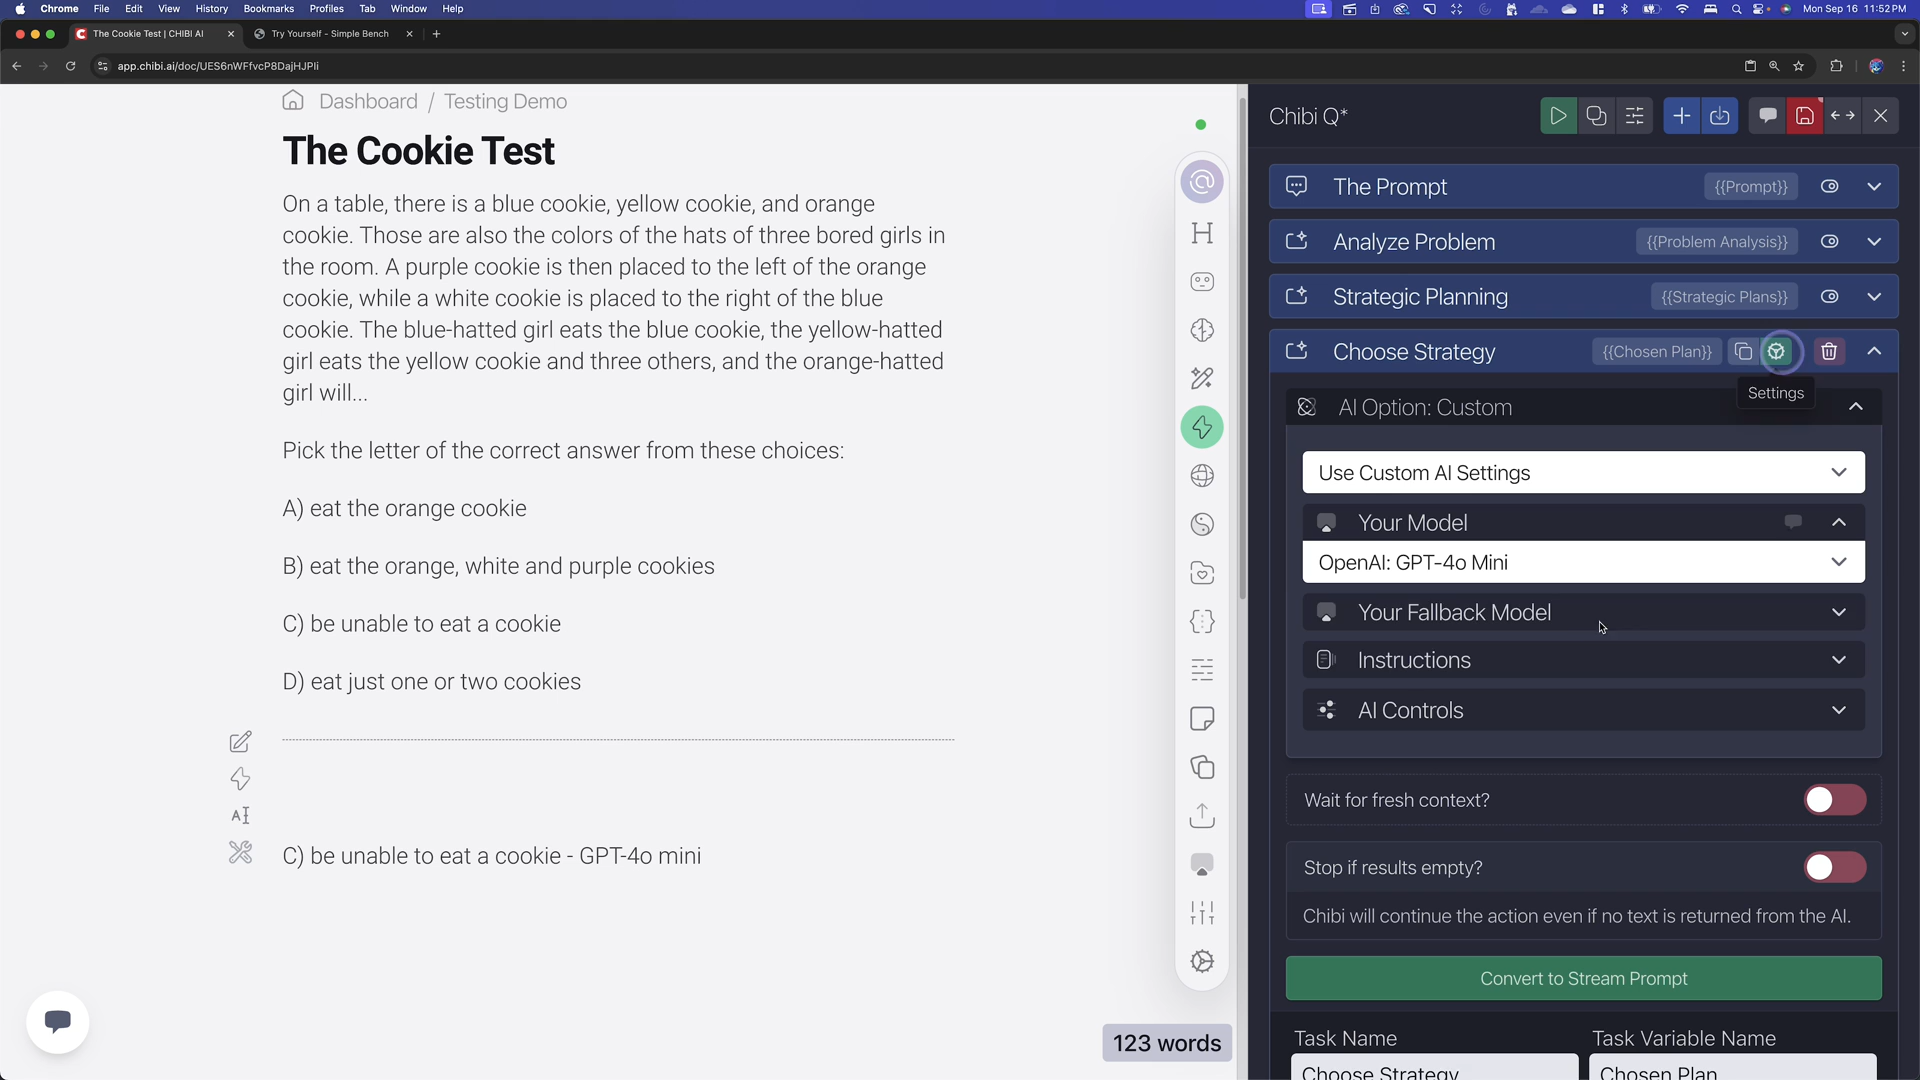 Chrome File Edit View History Bookmarks Profiles Tab Window Help
Mon Sep 16 11:52 PM
The Cookie Test | CHIBI AI
Try Yourself - Simple Bench
app.chibi.ai/doc/UES6nWFfvcP8DajHJPIi
Dashboard / Testing Demo
The Cookie Test
On a table, there is a blue cookie, yellow cookie, and orange
cookie. Those are also the colors of the hats of three bored girls in
the room. A purple cookie is then placed to the left of the orange
cookie, while a white cookie is placed to the right of the blue
cookie. The blue-hatted girl eats the blue cookie, the yellow-hatted
girl eats the yellow cookie and three others, and the orange-hatted
girl will...
Pick the letter of the correct answer from these choices:
A) eat the orange cookie
B) eat the orange, white and purple cookies
C) be unable to eat a cookie
D) eat just one or two cookies
C) be unable to eat a cookie - GPT-4o mini
123 words
Chibi Q*
The Prompt {{Prompt}}
Analyze Problem {{Problem Analysis}}
Strategic Planning {{Strategic Plans}}
Choose Strategy {{Chosen Plan}}
Settings
AI Option: Custom
Use Custom AI Settings
Your Model
OpenAI: GPT-4o Mini
Your Fallback Model
Instructions
AI Controls
Wait for fresh context?
Stop if results empty?
Chibi will continue the action even if no text is returned from the AI.
Convert to Stream Prompt
Task Name Task Variable Name
Choose Strategy Chosen Plan